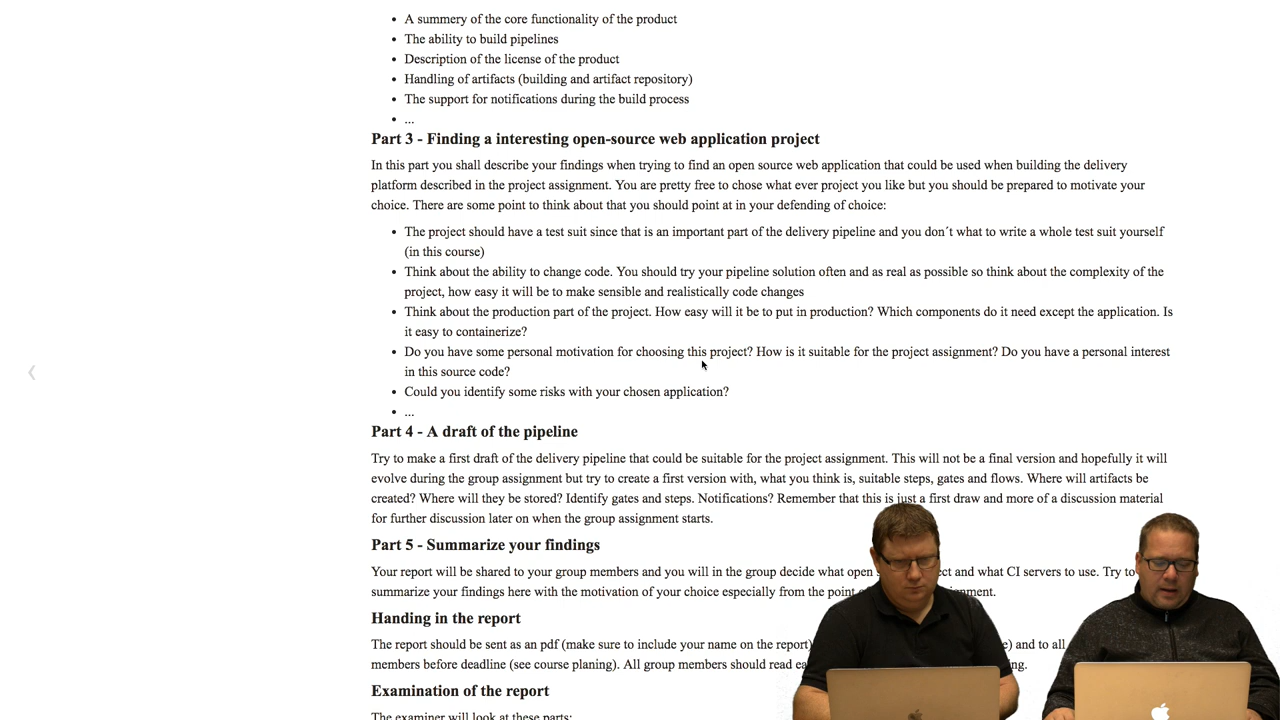 A summery of the core functionality of the product
The ability to build pipelines
Description of the license of the product
Handling of artifacts (building and artifact repository)
The support for notifications during the build process
...
Part 3 - Finding a interesting open-source web application project
In this part you shall describe your findings when trying to find an open source web application that could be used when building the delivery
platform described in the project assignment. You are pretty free to chose what ever project you like but you should be prepared to motivate your
choice. There are some point to think about that you should point at in your defending of choice:
The project should have a test suit since that is an important part of the delivery pipeline and you don´t what to write a whole test suit yourself
(in this course)
Think about the ability to change code. You should try your pipeline solution often and as real as possible so think about the complexity of the
project, how easy it will be to make sensible and realistically code changes
Think about the production part of the project. How easy will it be to put in production? Which components do it need except the application. Is
it easy to containerize?
Do you have some personal motivation for choosing this project? How is it suitable for the project assignment? Do you have a personal interest
in this source code?
Could you identify some risks with your chosen application?
...
Part 4 - A draft of the pipeline
Try to make a first draft of the delivery pipeline that could be suitable for the project assignment. This will not be a final version and hopefully it will
evolve during the group assignment but try to create a first version with, what you think is, suitable steps, gates and flows. Where will artifacts be
created? Where will they be stored? Identify gates and steps. Notifications? Remember that this is just a first draw and more of a discussion material
for further discussion later on when the group assignment starts.
Part 5 - Summarize your findings
Your report will be shared to your group members and you will in the group decide what open and what CI servers to use. Try to
summarize your findings here with the motivation of your choice especially from the point
Handing in the report
The report should be sent as an pdf (make sure to include your name on the report) and to all
members before deadline (see course planing). All group members should read
Examination of the report
The examiner will look at these parts: